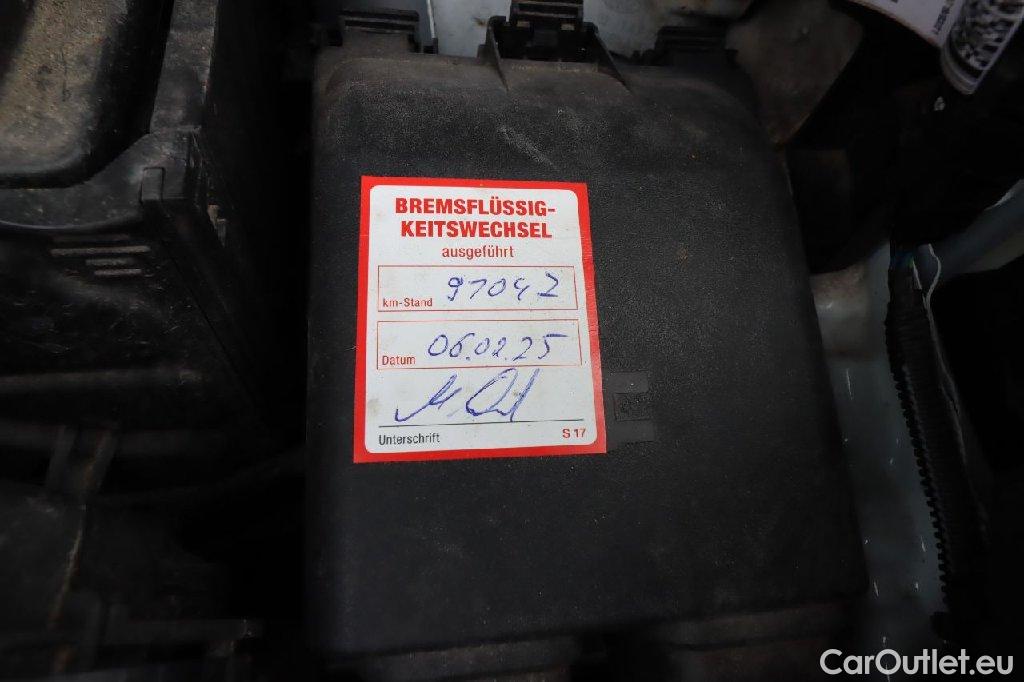 BREMSFLÜSSIG-
KEITSWECHSEL
ausgeführt
km-Stand 97042
Datum 06.02.25
Unterschrift S 17
CarOutlet.eu